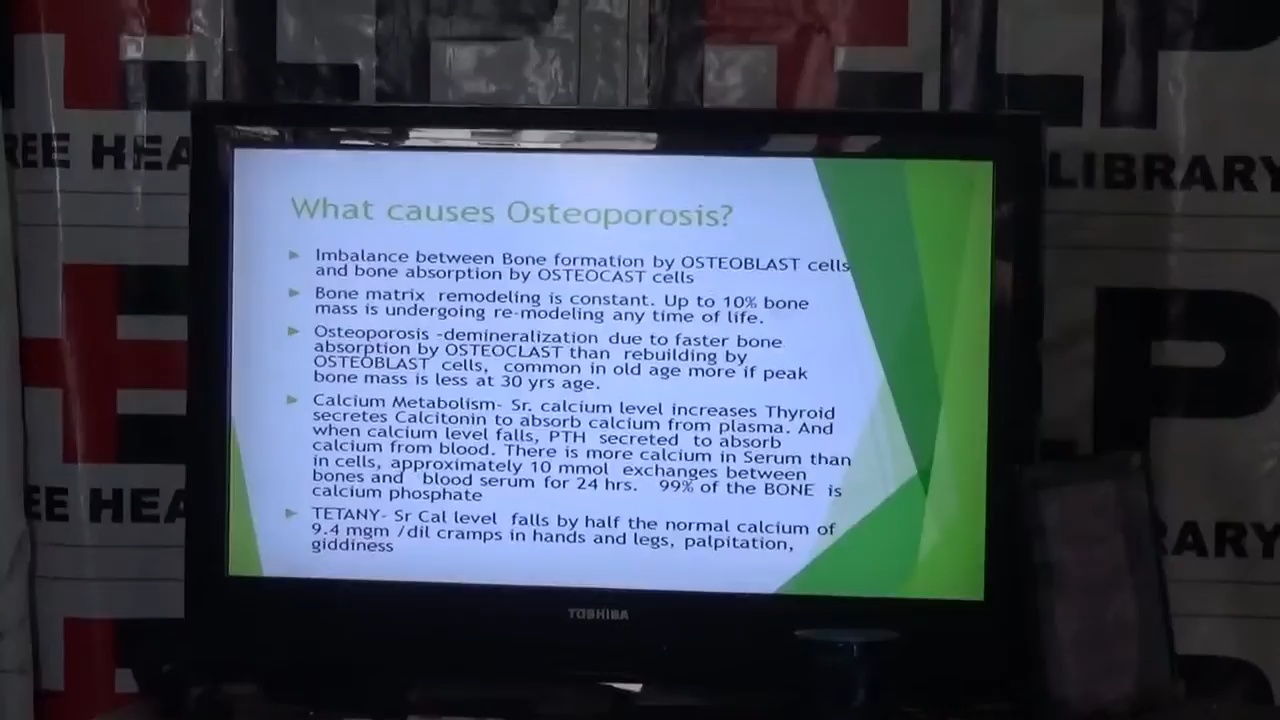 HELP
REE HEA
LIBRARY
What causes Osteoporosis?
Imbalance between Bone formation by OSTEOBLAST cells
and bone absorption by OSTEOCAST cells
Bone matrix remodeling is constant. Up to 10% bone
mass is undergoing re-modeling any time of life.
Osteoporosis -demineralization due to faster bone
absorption by OSTEOCLAST than rebuilding by
OSTEOBLAST cells, common in old age more if peak
bone mass is less at 30 yrs age.
Calcium Metabolism- Sr. calcium level increases Thyroid
secretes Calcitonin to absorb calcium from plasma. And
when calcium level falls, PTH secreted to absorb
calcium from blood. There is more calcium in Serum than
in cells, approximately 10 mmol exchanges between
bones and blood serum for 24 hrs. 99% of the BONE is
calcium phosphate
TETANY- Sr Cal level falls by half the normal calcium of
9.4 mgm /dil cramps in hands and legs, palpitation,
giddiness
P
EE HEA
RARY
TOSHIBA